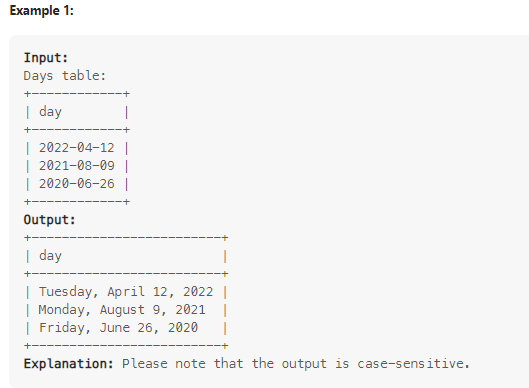 Example 1:
Input:
Days table:
+------------+
| day        |
+------------+
| 2022-04-12 |
| 2021-08-09 |
| 2020-06-26 |
+------------+
Output:
+-------------------------+
| day                     |
+-------------------------+
| Tuesday, April 12, 2022 |
| Monday, August 9, 2021  |
| Friday, June 26, 2020   |
+-------------------------+
Explanation: Please note that the output is case-sensitive.